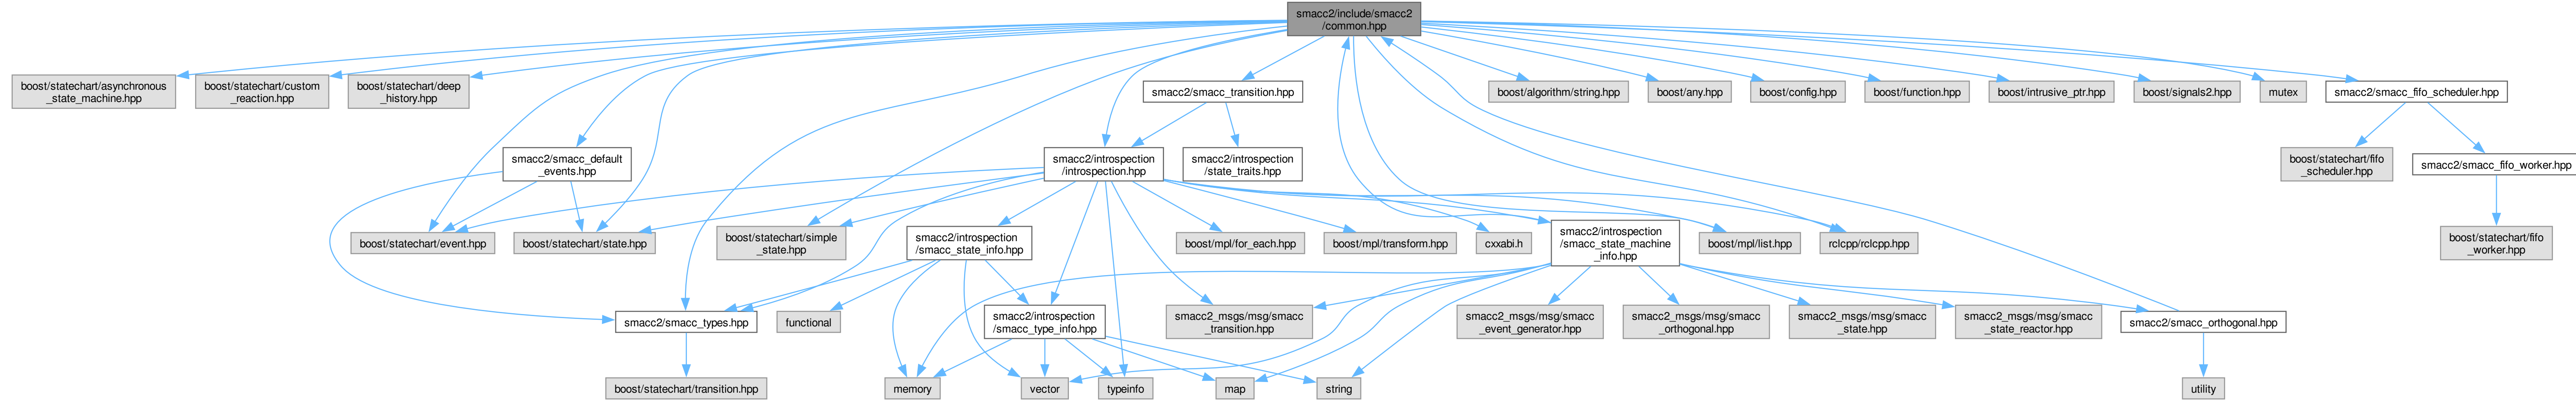 smacc2/include/smacc2
/common.hpp
boost/statechart/asynchronous
_state_machine.hpp
boost/statechart/custom
_reaction.hpp
boost/statechart/deep
_history.hpp
smacc2/smacc_transition.hpp
boost/algorithm/string.hpp
boost/any.hpp
boost/config.hpp
boost/function.hpp
boost/intrusive_ptr.hpp
boost/signals2.hpp
mutex
smacc2/smacc_fifo_scheduler.hpp
smacc2/smacc_default
_events.hpp
smacc2/introspection
/introspection.hpp
smacc2/introspection
/state_traits.hpp
boost/statechart/fifo
_scheduler.hpp
smacc2/smacc_fifo_worker.hpp
boost/statechart/event.hpp
boost/statechart/state.hpp
boost/statechart/simple
_state.hpp
smacc2/introspection
/smacc_state_info.hpp
boost/mpl/for_each.hpp
boost/mpl/transform.hpp
cxxabi.h
smacc2/introspection
/smacc_state_machine
_info.hpp
boost/mpl/list.hpp
rclcpp/rclcpp.hpp
boost/statechart/fifo
_worker.hpp
smacc2/smacc_types.hpp
functional
smacc2/introspection
/smacc_type_info.hpp
smacc2_msgs/msg/smacc
_transition.hpp
smacc2_msgs/msg/smacc
_event_generator.hpp
smacc2_msgs/msg/smacc
_orthogonal.hpp
smacc2_msgs/msg/smacc
_state.hpp
smacc2_msgs/msg/smacc
_state_reactor.hpp
smacc2/smacc_orthogonal.hpp
boost/statechart/transition.hpp
memory
vector
typeinfo
map
string
utility